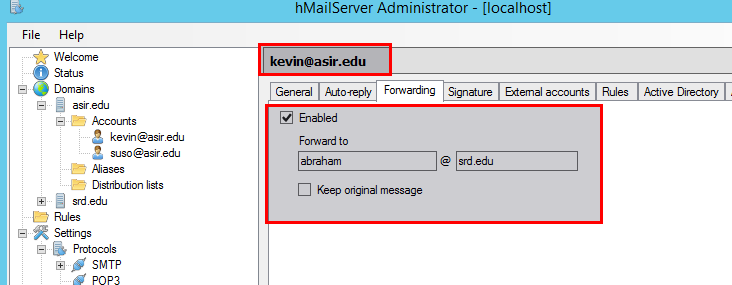 hMailServer Administrator - [localhost]
File Help
Welcome
Status
Domains
asir.edu
Accounts
kevin@asir.edu
suso@asir.edu
Aliases
Distribution lists
srd.edu
Rules
Settings
Protocols
SMTP
POP3
kevin@asir.edu
General Auto-reply Forwarding Signature External accounts Rules Active Directory
Enabled
Forward to
abraham @ srd.edu
Keep original message